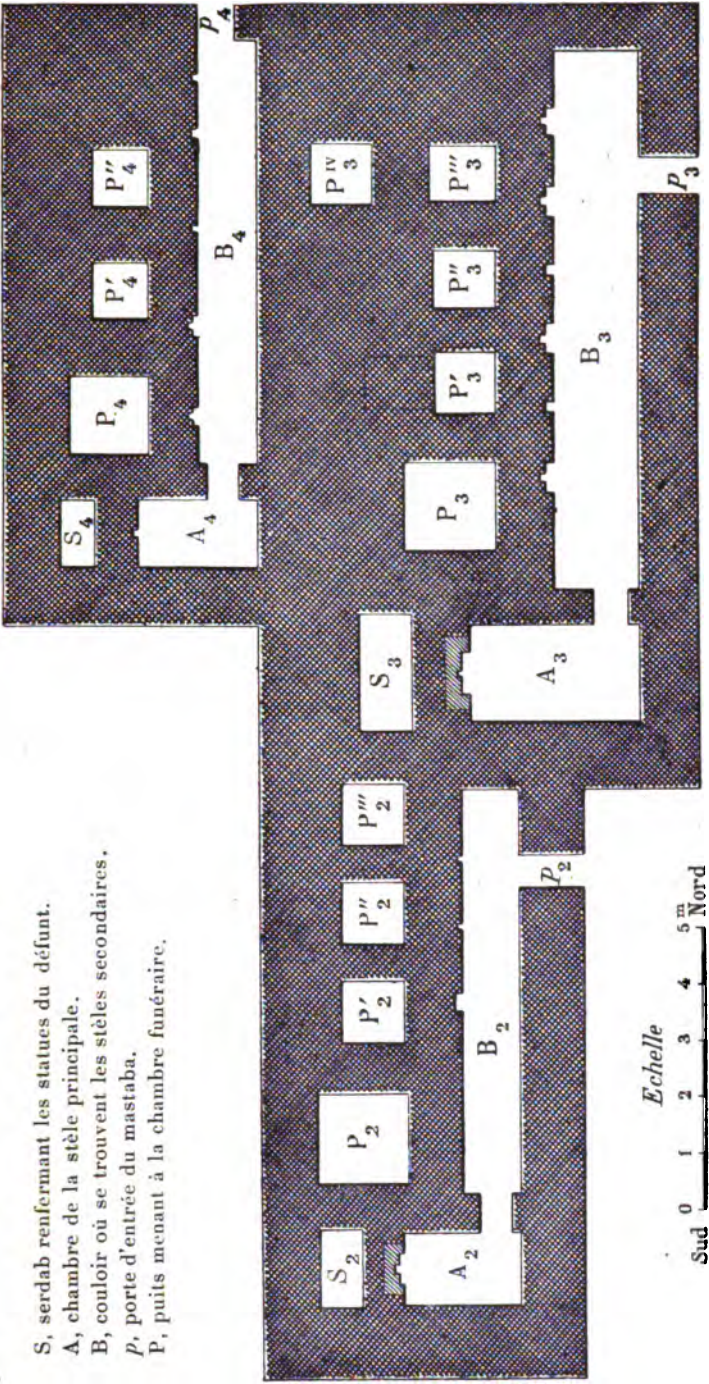 S, serdab renfermant les statues du défunt.
A, chambre de la stèle principale.
B, couloir où se trouvent les stèles secondaires.
p, porte d'entrée du mastaba.
P, puits menant à la chambre funéraire.
S4
P4
P'4
P''4
A4
B4
p4
P3 IV
S2
P2
P'2
P''2
P'''2
S3
P3
P'3
P''3
P'''3
A2
B2
A3
B3
p2
p3
Echelle
0 1 2 3 4 5 m
Sud Nord